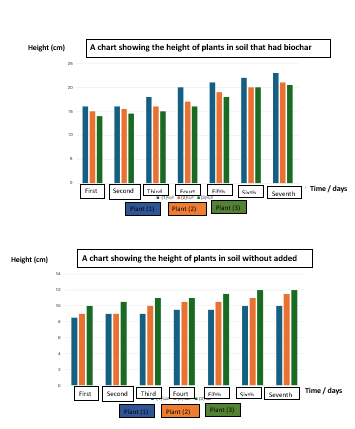 Height (cm)
A chart showing the height of plants in soil that had biochar
25
20
15
10
5
0
First Second Third Fourt Fifth Sixth Seventh
Time / days
Plant (1) Plant (2) Plant (3)
Height (cm)
A chart showing the height of plants in soil without added
14
12
10
8
6
4
2
0
First Second Third Fourt Fifth Sixth Seventh
Time / days
Plant (1) Plant (2) Plant (3)